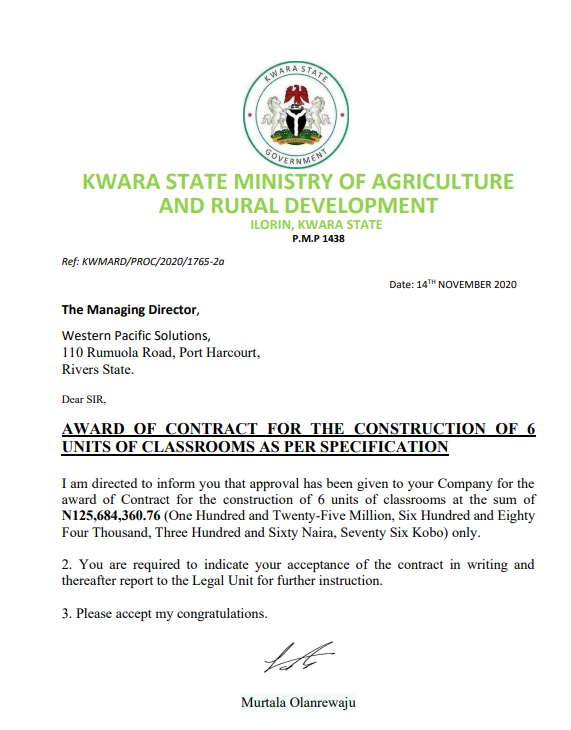 KWARA STATE
GOVERNMENT
KWARA STATE MINISTRY OF AGRICULTURE
AND RURAL DEVELOPMENT
ILORIN, KWARA STATE
P.M.P 1438
Ref: KWMARD/PROC/2020/1765-2a
Date: 14TH NOVEMBER 2020
The Managing Director,
Western Pacific Solutions,
110 Rumuola Road, Port Harcourt,
Rivers State.
Dear SIR,
AWARD OF CONTRACT FOR THE CONSTRUCTION OF 6
UNITS OF CLASSROOMS AS PER SPECIFICATION
I am directed to inform you that approval has been given to your Company for the
award of Contract for the construction of 6 units of classrooms at the sum of
N125,684,360.76 (One Hundred and Twenty-Five Million, Six Hundred and Eighty
Four Thousand, Three Hundred and Sixty Naira, Seventy Six Kobo) only.
2. You are required to indicate your acceptance of the contract in writing and
thereafter report to the Legal Unit for further instruction.
3. Please accept my congratulations.
Murtala Olanrewaju